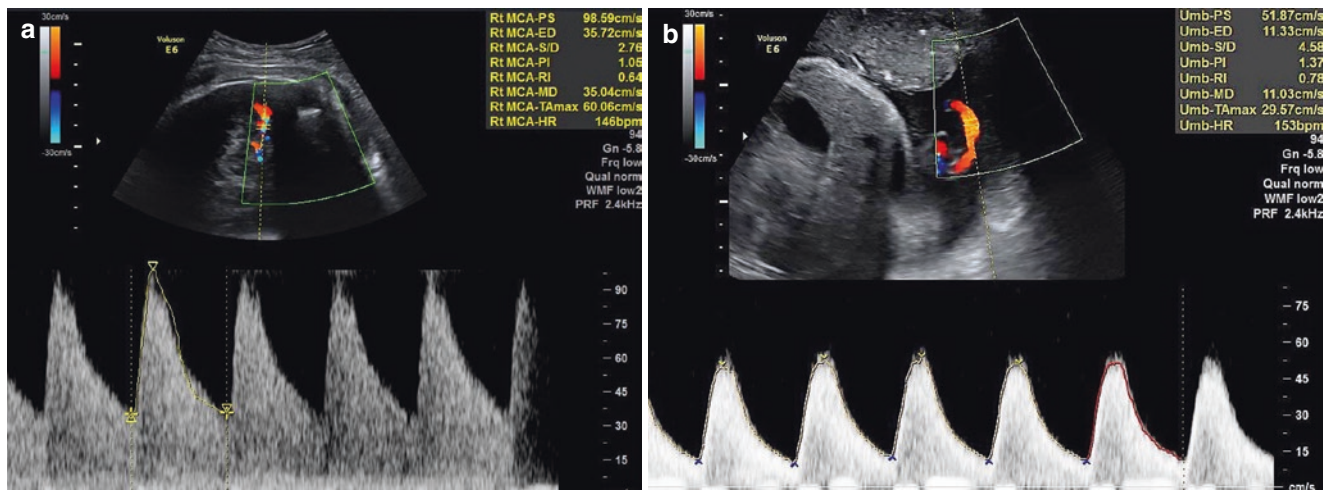 a
30cm/s
Voluson
E6
-30cm/s
Rt MCA-PS 98.59cm/s
Rt MCA-ED 35.72cm/s
Rt MCA-S/D 2.76
Rt MCA-PI 1.05
Rt MCA-RI 0.64
Rt MCA-MD 35.04cm/s
Rt MCA-TAmax 60.06cm/s
Rt MCA-HR 146bpm
94
Gn -5.8
Frq low
Qual norm
WMF low2
PRF 2.4kHz
90
75
60
45
30
15
b
30cm/s
Voluson
E6
-30cm/s
Umb-PS 51.87cm/s
Umb-ED 11.33cm/s
Umb-S/D 4.58
Umb-PI 1.37
Umb-RI 0.78
Umb-MD 11.03cm/s
Umb-TAmax 29.57cm/s
Umb-HR 153bpm
94
Gn -5.8
Frq low
Qual norm
WMF low2
PRF 2.4kHz
75
60
45
30
15
cm/s